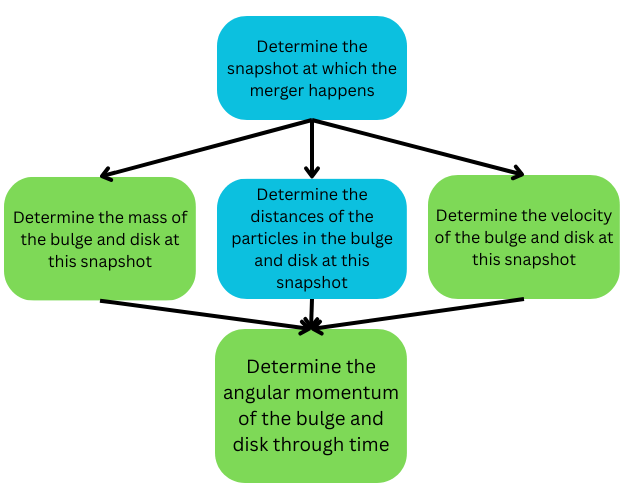 Determine the
snapshot at which the
merger happens
Determine the mass of
the bulge and disk at
this snapshot
Determine the
distances of the
particles in the bulge
and disk at this
snapshot
Determine the velocity
of the bulge and disk at
this snapshot
Determine the
angular momentum
of the bulge and
disk through time